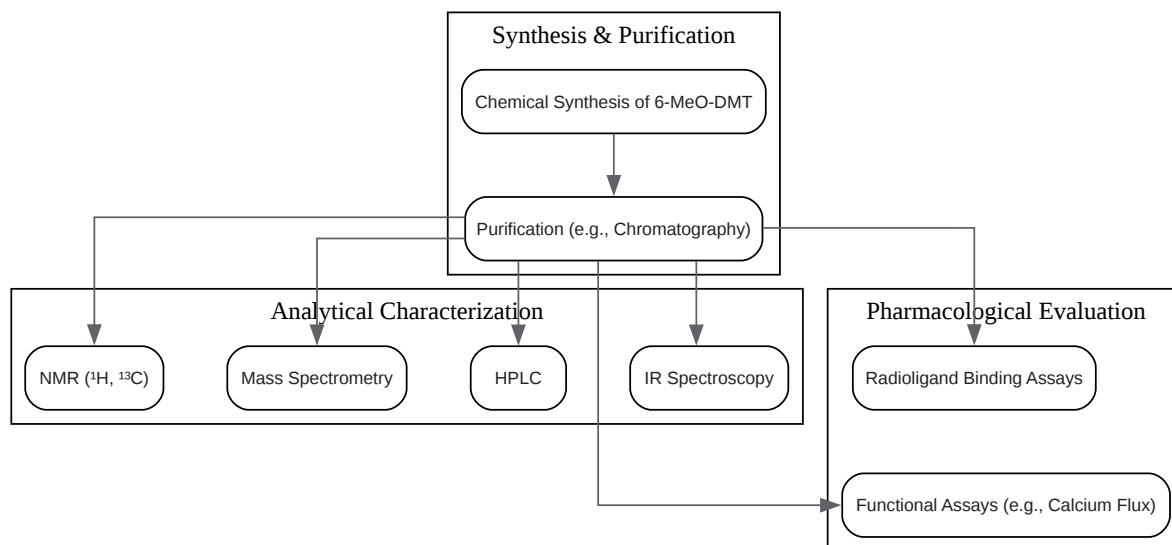 Synthesis & Purification
Chemical Synthesis of 6-MeO-DMT
Purification (e.g., Chromatography)
Analytical Characterization
NMR (¹H, ¹³C)
Mass Spectrometry
HPLC
IR Spectroscopy
Pharmacological Evaluation
Radioligand Binding Assays
Functional Assays (e.g., Calcium Flux)